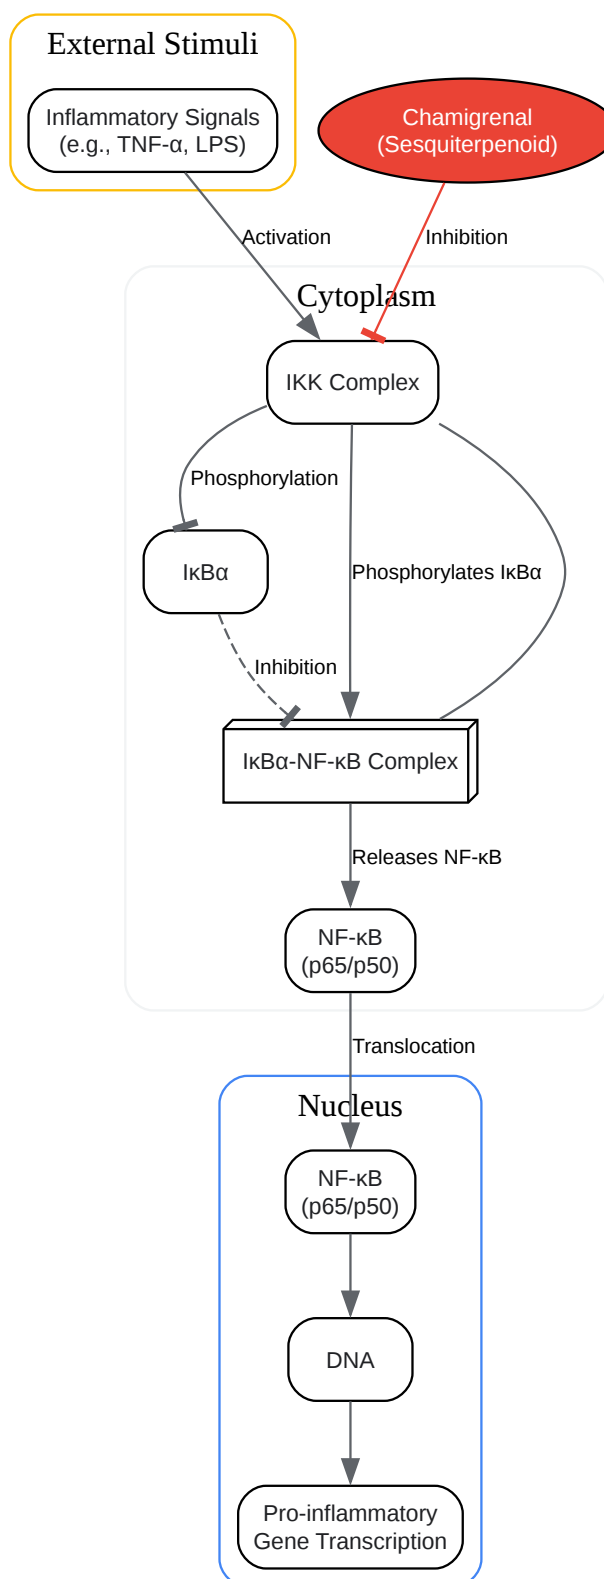 External Stimuli
Inflammatory Signals
(e.g., TNF-α, LPS)
Chamigrenal
(Sesquiterpenoid)
Activation
Inhibition
Cytoplasm
IKK Complex
Phosphorylation
IκBα
Phosphorylates IκBα
Inhibition
IκBα-NF-κB Complex
Releases NF-κB
NF-κB
(p65/p50)
Translocation
Nucleus
NF-κB
(p65/p50)
DNA
Pro-inflammatory
Gene Transcription